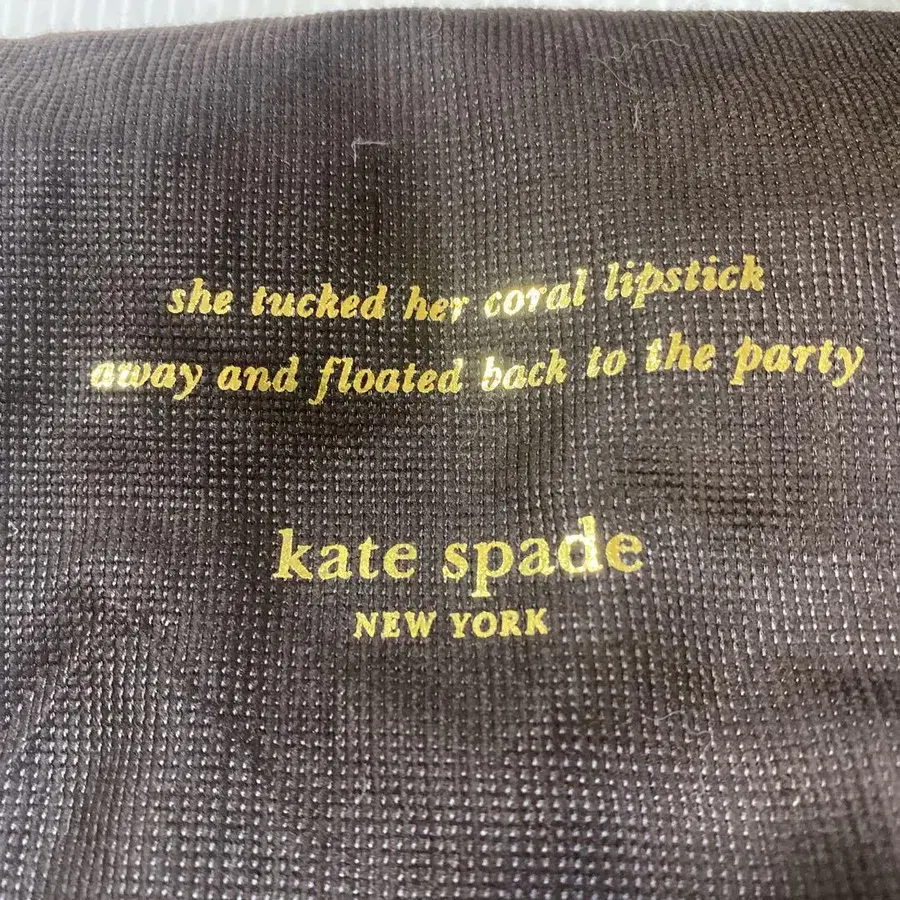 she tucked her coral lipstick
away and floated back to the party
kate spade
NEW YORK